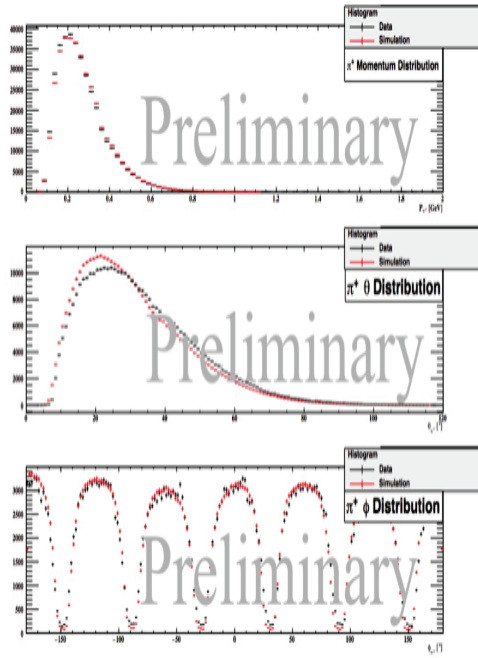 Histogram
Data
Simulation
π⁺ Momentum Distribution
Preliminary
40000
35000
30000
25000
20000
15000
10000
5000
0
0 0.2 0.4 0.6 0.8 1 1.2 1.4 1.6 1.8 2
[GeV]
Histogram
Data
Simulation
π⁺ θ Distribution
Preliminary
10000
8000
6000
4000
2000
0
0 20 40 60 80 100 120
Histogram
Data
Simulation
π⁺ ϕ Distribution
Preliminary
3000
2500
2000
1500
1000
500
0
-150 -100 -50 0 50 100 150